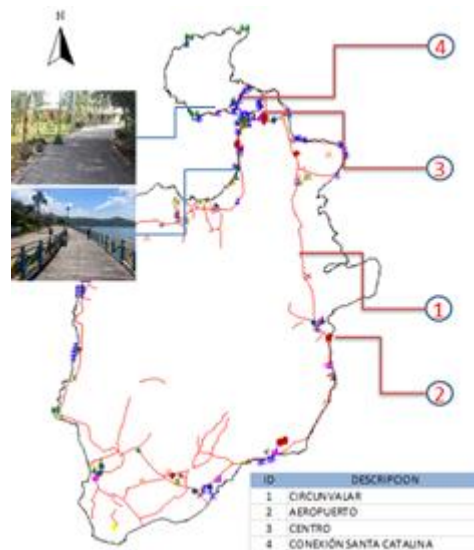 N
4
3
1
2
ID DESCRIPCION
1 CIRCUNVALAR
2 AEROPUERTO
3 CENTRO
4 CONEXIÓN SANTA CATALINA